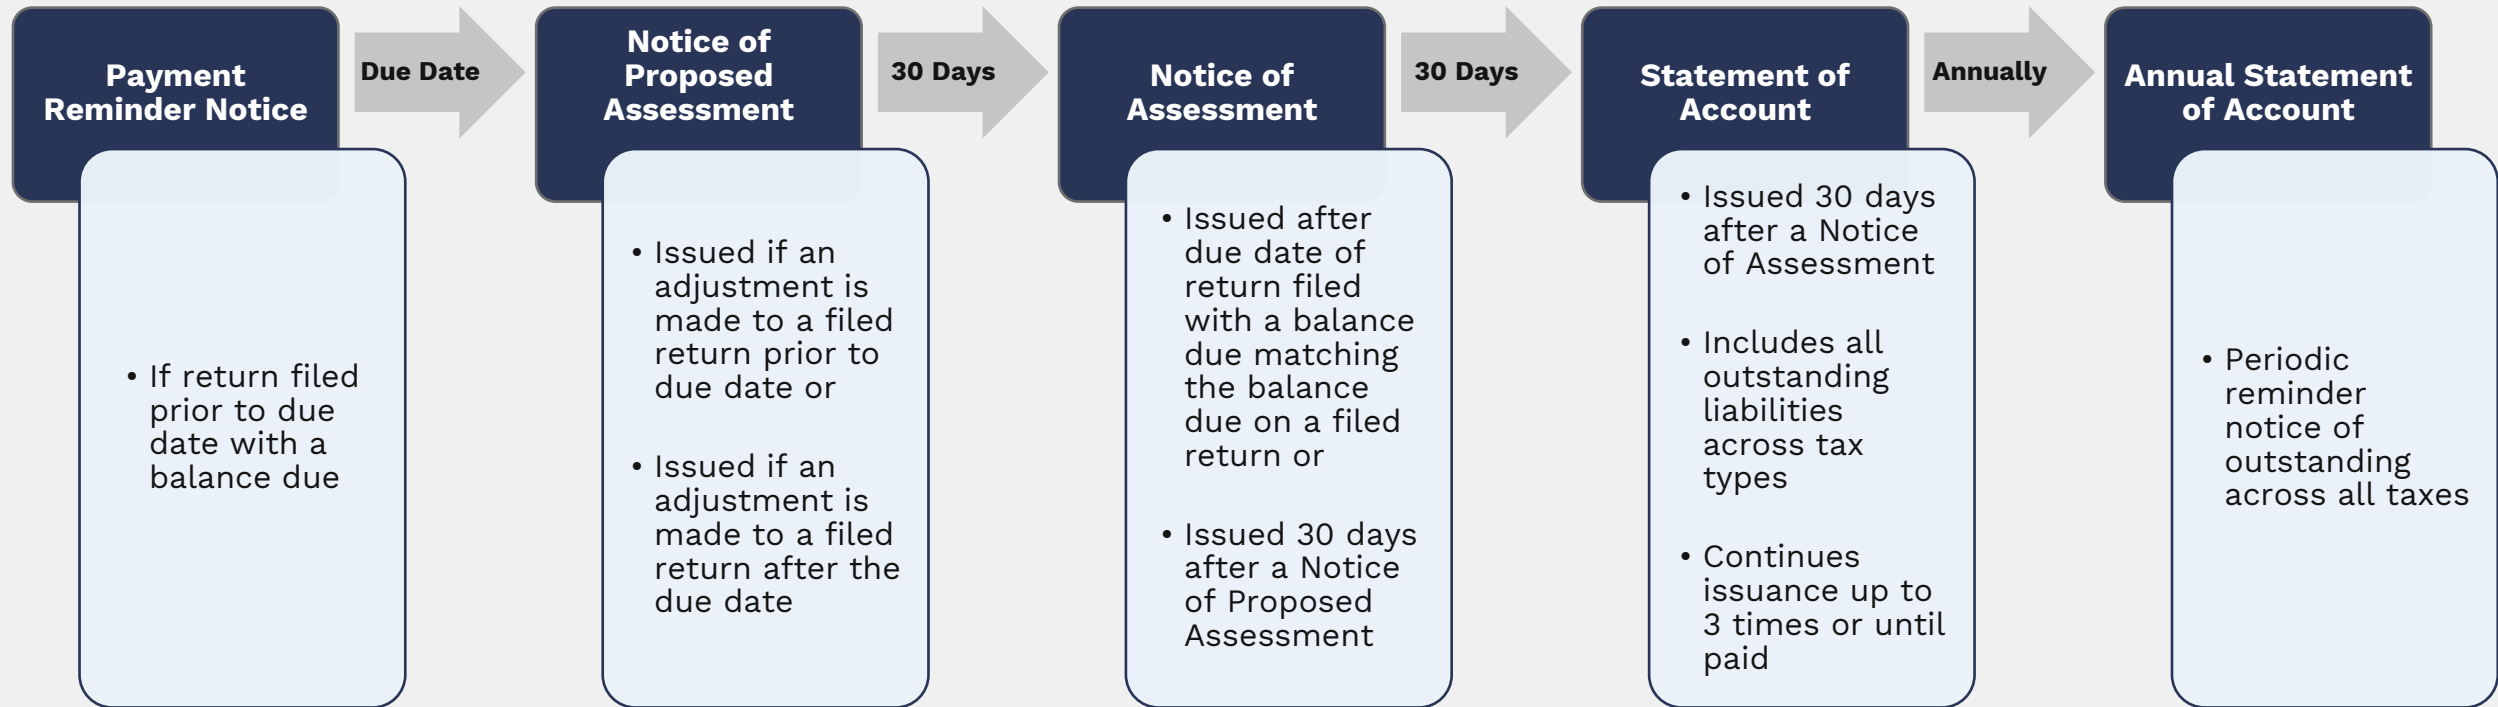 Payment
Reminder Notice
Due Date
Notice of
Proposed
Assessment
30 Days
Notice of
Assessment
30 Days
Statement of
Account
Annually
Annual Statement
of Account
• If return filed
prior to due
date with a
balance due
• Issued if an
adjustment is
made to a filed
return prior to
due date or
• Issued if an
adjustment is
made to a filed
return after the
due date
• Issued after
due date of
return filed
with a balance
due matching
the balance
due on a filed
return or
• Issued 30 days
after a Notice
of Proposed
Assessment
• Issued 30 days
after a Notice
of Assessment
• Includes all
outstanding
liabilities
across tax
types
• Continues
issuance up to
3 times or until
paid
• Periodic
reminder
notice of
outstanding
across all taxes